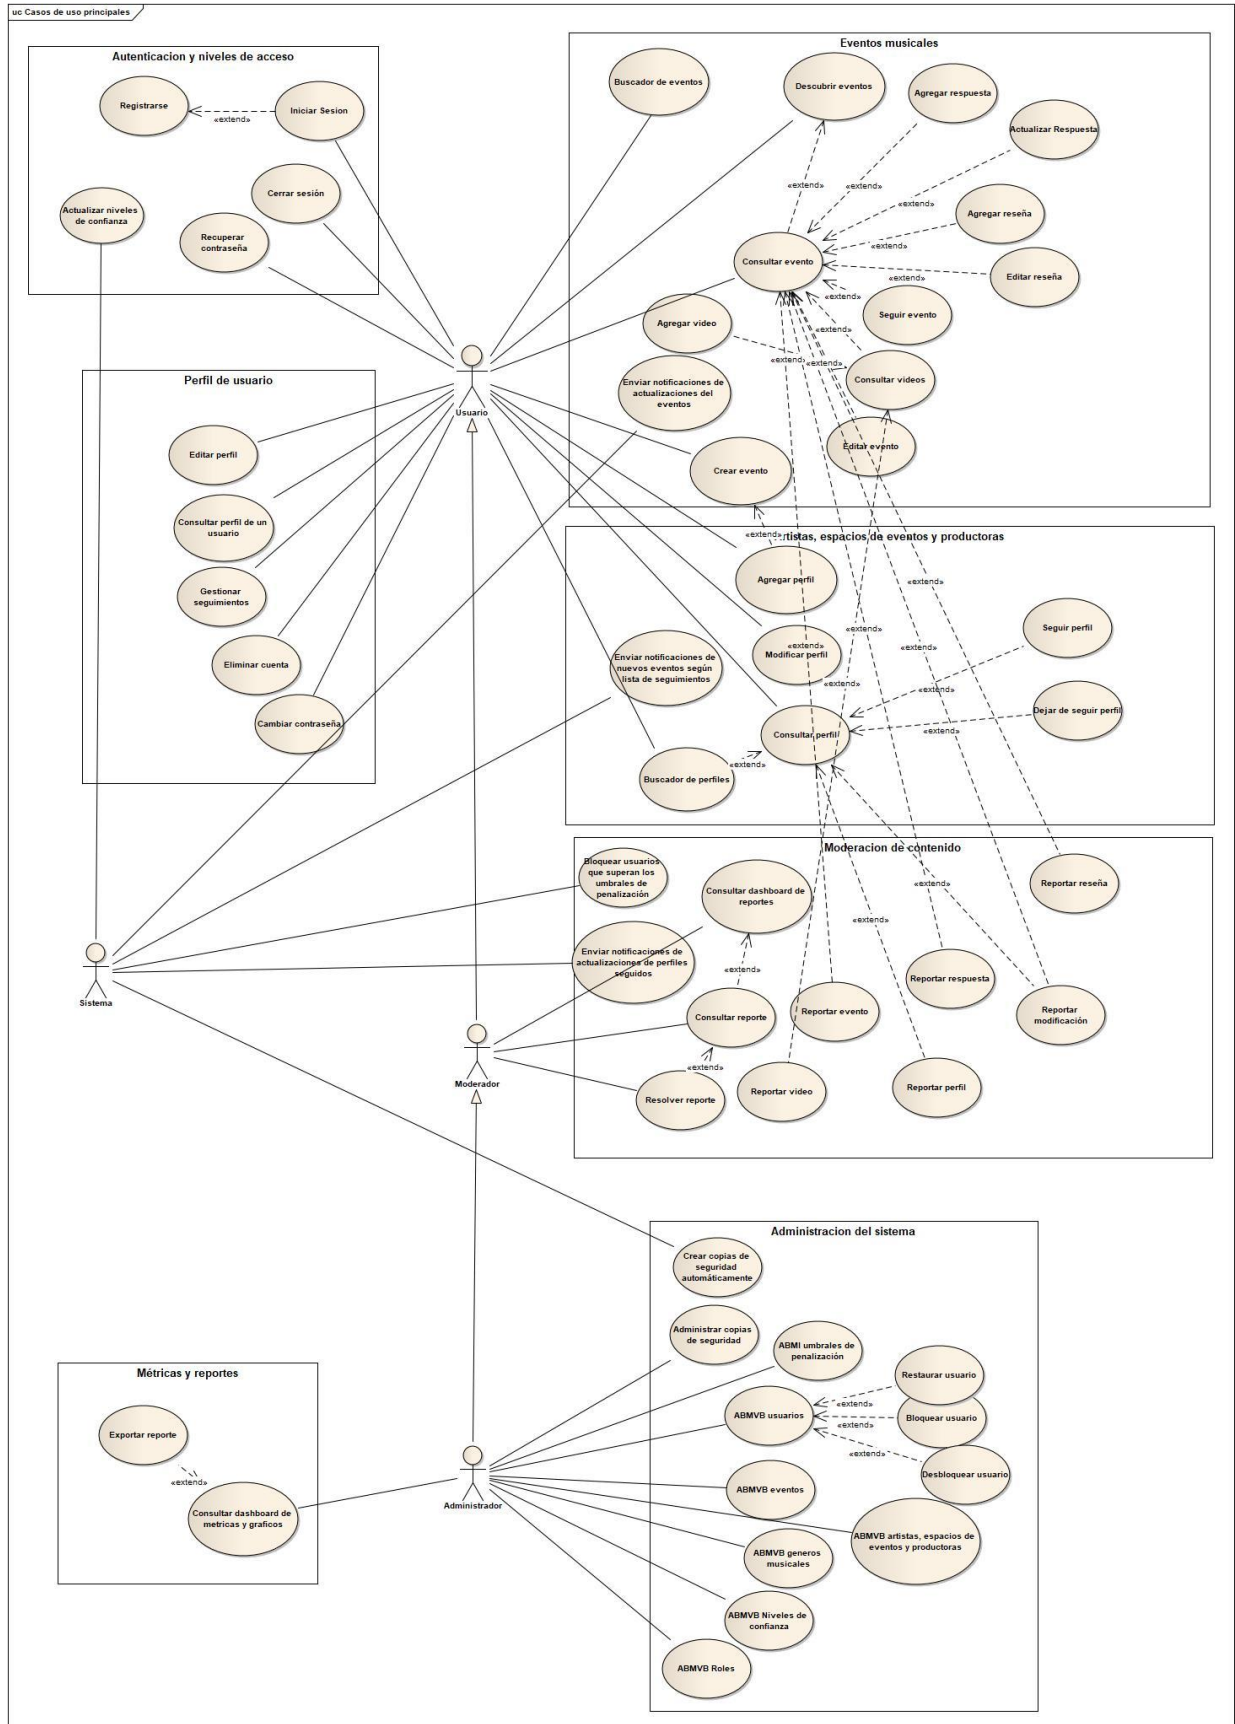 uc Casos de uso principales
Autenticacion y niveles de acceso
Registrarse
«extend»
Iniciar Sesion
Cerrar sesión
Actualizar niveles
de confianza
Recuperar
contraseña
Eventos musicales
Buscador de eventos
Descubrir eventos
Agregar respuesta
Actualizar Respuesta
«extend»
«extend»
«extend»
Agregar reseña
«extend»
Consultar evento
Editar reseña
«extend»
«extend»
Seguir evento
Agregar video
«extend»
«extend»
«extend»
Consultar videos
Enviar notificaciones de
actualizaciones del
eventos
Editar evento
Crear evento
Usuario
Perfil de usuario
Editar perfil
Consultar perfil de un
usuario
Gestionar
seguimientos
Eliminar cuenta
Cambiar contraseña
«extend»
tistas, espacios de eventos y productoras
Agregar perfil
«extend»
«extend»
Seguir perfil
«extend»
«extend»
Modificar perfil
Enviar notificaciones de
nuevos eventos según
lista de seguimientos
«extend»
«extend»
Dejar de seguir perfil
«extend»
Consultar perfil
«extend»
Buscador de perfiles
Moderacion de contenido
Bloquear usuarios
que superan los
umbrales de
penalización
Consultar dashboard de
reportes
«extend»
Reportar reseña
«extend»
Enviar notificaciones de
actualizaciones de perfiles
seguidos
«extend»
Reportar respuesta
Consultar reporte
Reportar evento
Reportar
modificación
«extend»
Resolver reporte
Reportar video
Reportar perfil
Sistema
Moderador
Administracion del sistema
Crear copias de
seguridad
automáticamente
Administrar copias
de seguridad
ABMI umbrales de
penalización
Restaurar usuario
«extend»
ABMVB usuarios
Bloquear usuario
«extend»
Desbloquear usuario
ABMVB eventos
ABMVB artistas, espacios de
eventos y productoras
ABMVB generos
musicales
ABMVB Niveles de
confianza
ABMVB Roles
Métricas y reportes
Exportar reporte
«extend»
Consultar dashboard de
metricas y graficos
Administrador